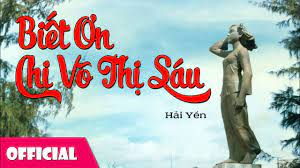 Biết Ơn
Chị Võ Thị Sáu
Hải Yến
OFFICIAL